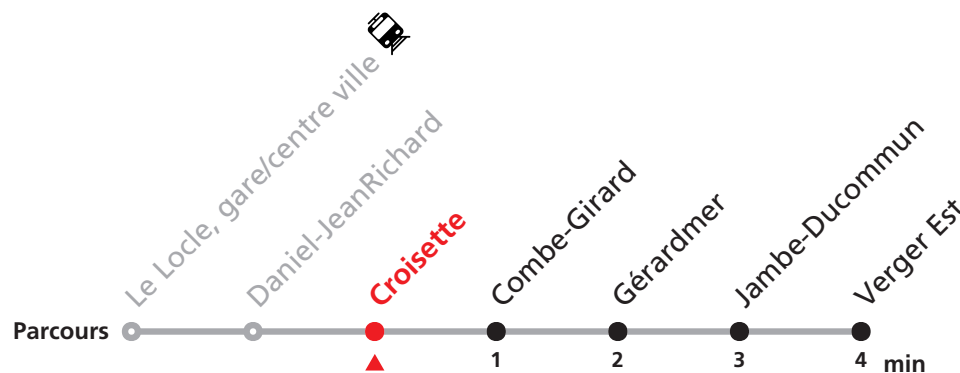 Le Locle, gare/centre ville
Daniel-JeanRichard
Croisette
Combe-Girard
Gérardmer
Jambe-Ducommun
Verger Est
Parcours
1 2 3 4 min